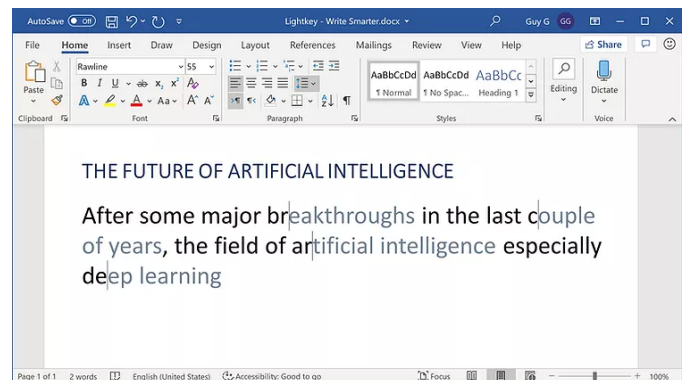 AutoSave Off Lightkey - Write Smarter.docx Guy G GG
File Home Insert Draw Design Layout References Mailings Review View Help Share
Paste Rawline 55 AaBbCcDd AaBbCcDd AaBbCc Editing Dictate
B I U ab x₂ x² A ¶ Normal ¶ No Spac... Heading 1
A A Aa A A
Clipboard Font Paragraph Styles Voice
THE FUTURE OF ARTIFICIAL INTELLIGENCE
After some major breakthroughs in the last couple
of years, the field of artificial intelligence especially
deep learning
Page 1 of 1 2 words English (United States) Accessibility: Good to go Focus 100%